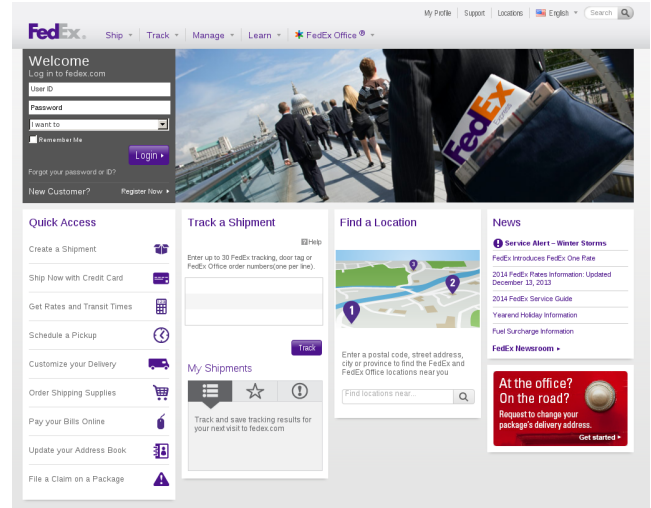 My Profile Support Locations English Search
FedEx. Ship Track Manage Learn FedEx Office ®
Welcome
Log in to fedex.com
User ID
Password
I want to
Remember Me
Login
Forgot your password or ID?
New Customer? Register Now
FedEx
Express
Quick Access
Create a Shipment
Ship Now with Credit Card
Get Rates and Transit Times
Schedule a Pickup
Customize your Delivery
Order Shipping Supplies
Pay your Bills Online
Update your Address Book
File a Claim on a Package
Track a Shipment
? Help
Enter up to 30 FedEx tracking, door tag or
FedEx Office order numbers(one per line).
Track
My Shipments
Track and save tracking results for
your next visit to fedex.com
Find a Location
3
2
1
Enter a postal code, street address,
city or province to find the FedEx and
FedEx Office locations near you
Find locations near...
News
Service Alert – Winter Storms
FedEx Introduces FedEx One Rate
2014 FedEx Rates Information: Updated
December 13, 2013
2014 FedEx Service Guide
Yearend Holiday Information
Fuel Surcharge Information
FedEx Newsroom
At the office?
On the road?
Request to change your
package's delivery address.
Get started